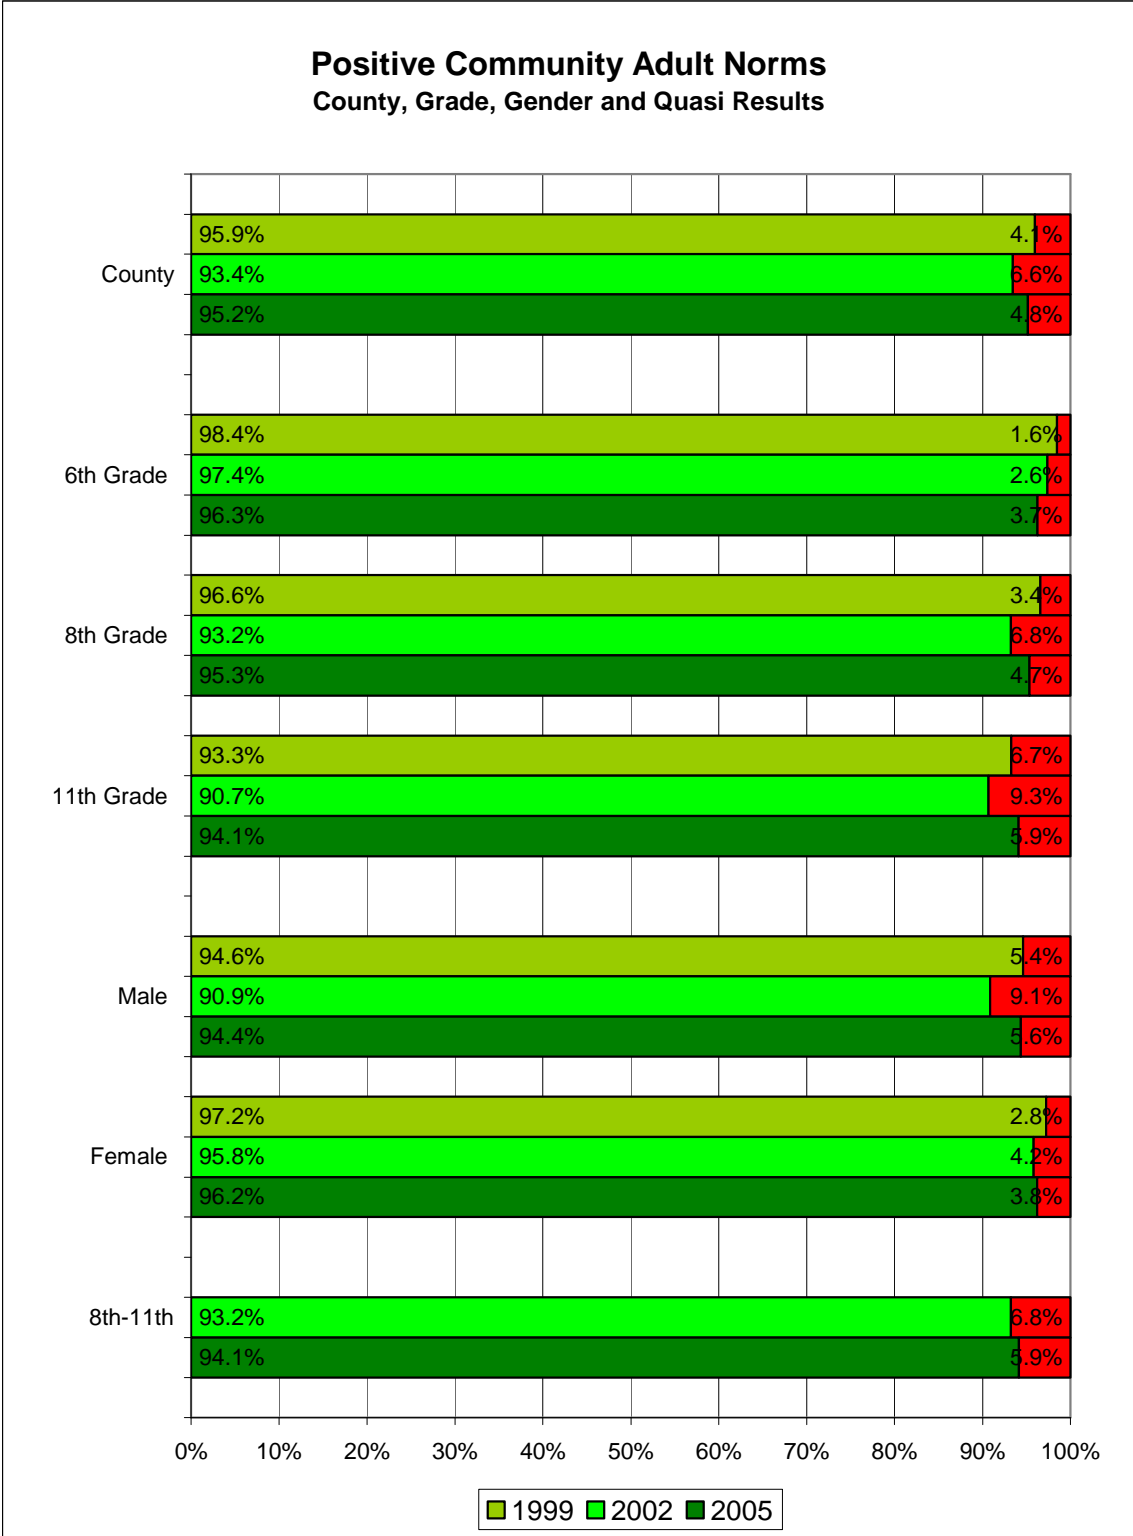 Positive Community Adult Norms
County, Grade, Gender and Quasi Results
95.9% 4.1%
County 93.4% 6.6%
95.2% 4.8%
98.4% 1.6%
6th Grade 97.4% 2.6%
96.3% 3.7%
96.6% 3.4%
8th Grade 93.2% 6.8%
95.3% 4.7%
93.3% 6.7%
11th Grade 90.7% 9.3%
94.1% 5.9%
94.6% 5.4%
Male 90.9% 9.1%
94.4% 5.6%
97.2% 2.8%
Female 95.8% 4.2%
96.2% 3.8%
8th-11th 93.2% 6.8%
94.1% 5.9%
0% 10% 20% 30% 40% 50% 60% 70% 80% 90% 100%
1999 2002 2005